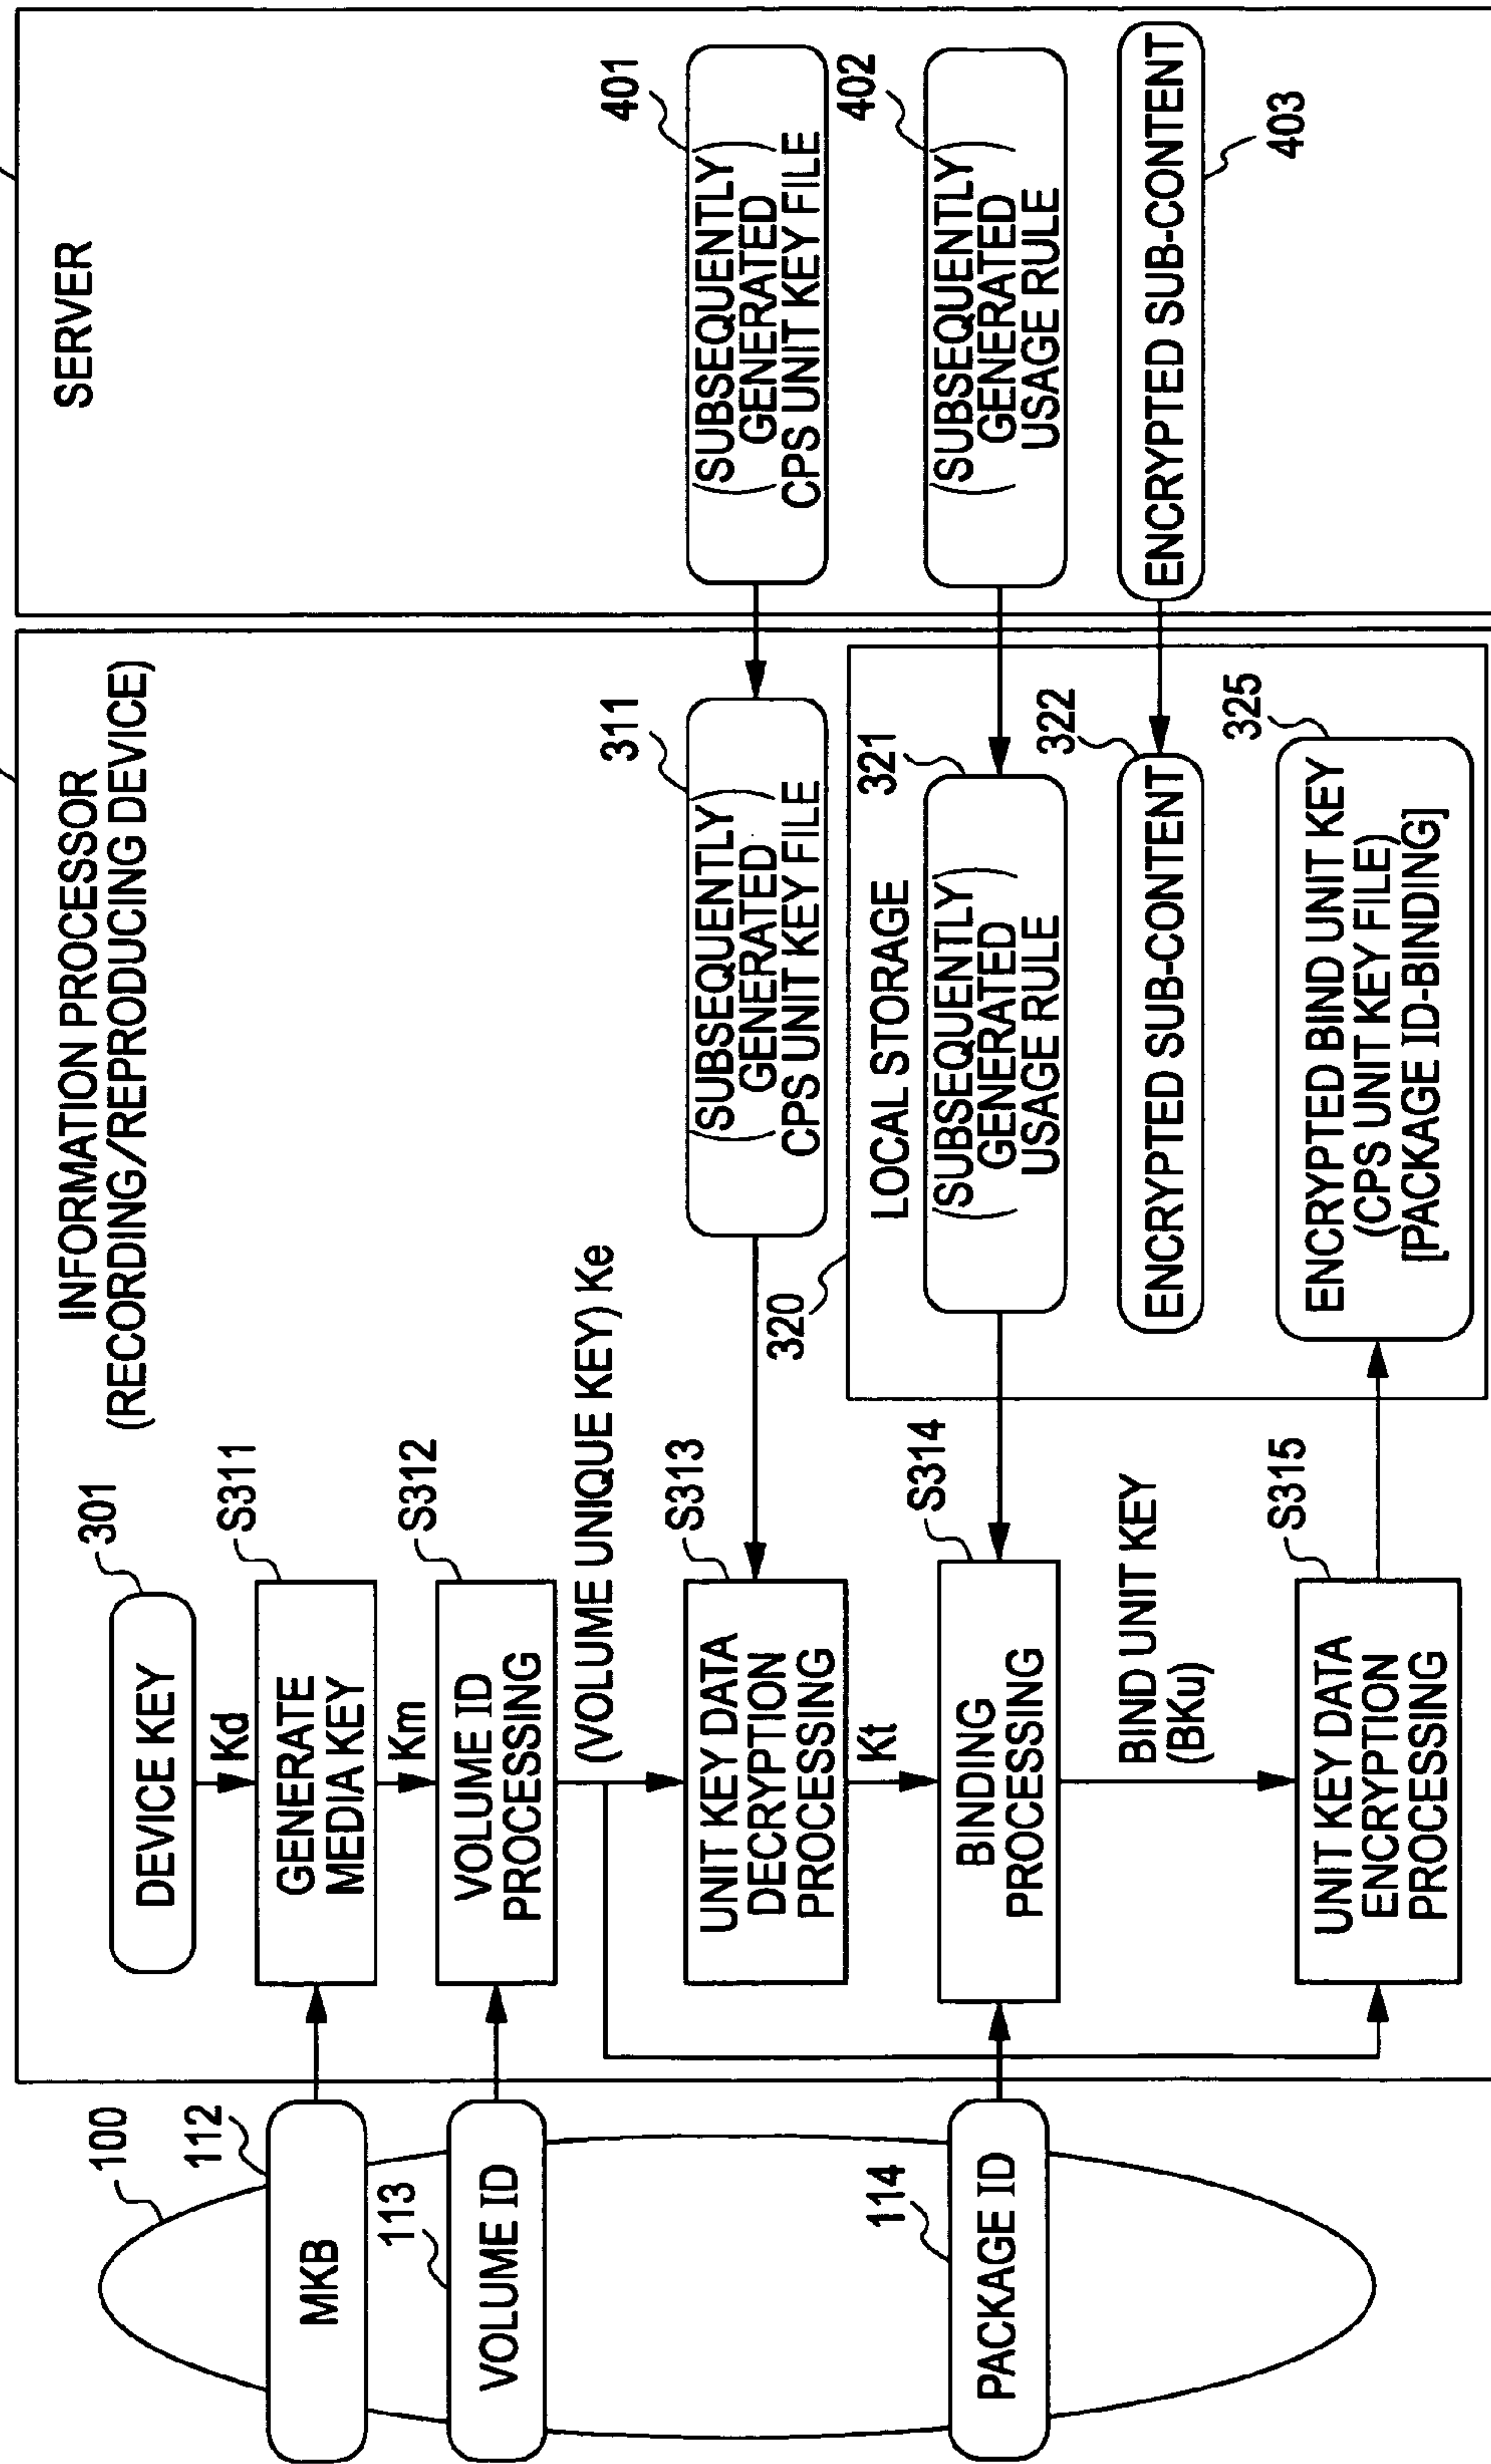 100
112
MKB
113
VOLUME ID
114
PACKAGE ID
INFORMATION PROCESSOR
(RECORDING/REPRODUCING DEVICE)
301
DEVICE KEY
Kd
S311
GENERATE
MEDIA KEY
Km
S312
VOLUME ID
PROCESSING
(VOLUME UNIQUE KEY) Ke
S313
UNIT KEY DATA
DECRYPTION
PROCESSING
Kt
S314
BINDING
PROCESSING
BIND UNIT KEY
(BKu)
S315
UNIT KEY DATA
ENCRYPTION
PROCESSING
311
(SUBSEQUENTLY
GENERATED)
CPS UNIT KEY FILE
320
LOCAL STORAGE
321
(SUBSEQUENTLY
GENERATED)
USAGE RULE
322
ENCRYPTED SUB-CONTENT
325
ENCRYPTED BIND UNIT KEY
(CPS UNIT KEY FILE)
[PACKAGE ID-BINDING]
SERVER
401
(SUBSEQUENTLY
GENERATED)
CPS UNIT KEY FILE
402
(SUBSEQUENTLY
GENERATED)
USAGE RULE
ENCRYPTED SUB-CONTENT
403